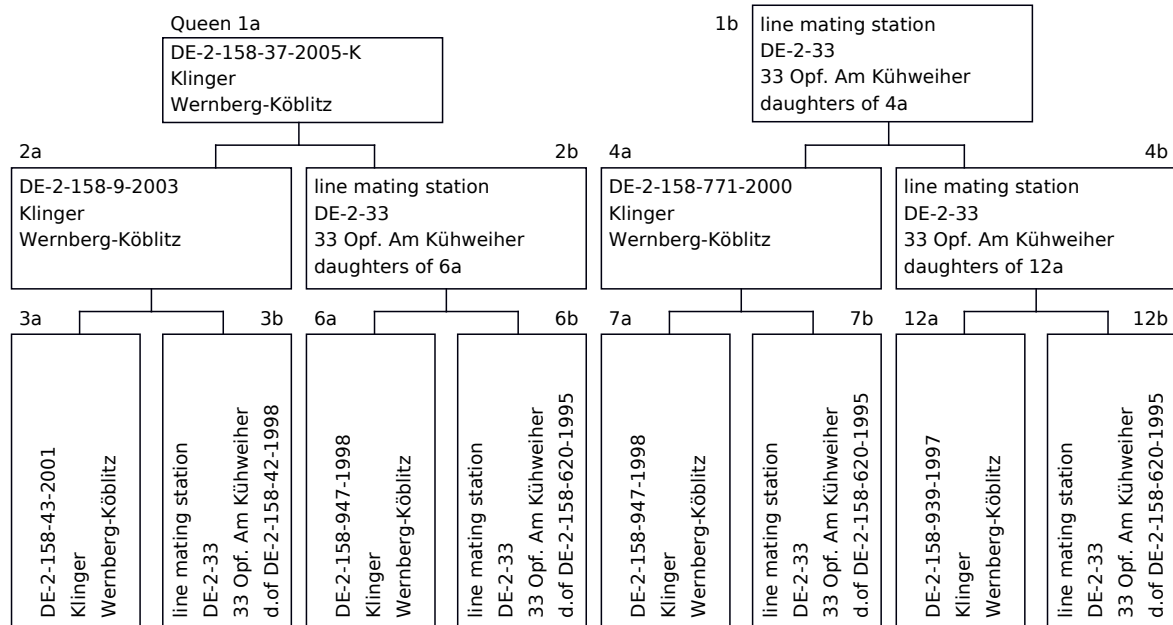 Queen 1a
DE-2-158-37-2005-K
Klinger
Wernberg-Köblitz
1b
line mating station
DE-2-33
33 Opf. Am Kühweiher
daughters of 4a
2a
DE-2-158-9-2003
Klinger
Wernberg-Köblitz
2b
line mating station
DE-2-33
33 Opf. Am Kühweiher
daughters of 6a
4a
DE-2-158-771-2000
Klinger
Wernberg-Köblitz
4b
line mating station
DE-2-33
33 Opf. Am Kühweiher
daughters of 12a
3a
DE-2-158-43-2001
Klinger
Wernberg-Köblitz
3b
line mating station
DE-2-33
33 Opf. Am Kühweiher
d.of DE-2-158-42-1998
6a
DE-2-158-947-1998
Klinger
Wernberg-Köblitz
6b
line mating station
DE-2-33
33 Opf. Am Kühweiher
d.of DE-2-158-620-1995
7a
DE-2-158-947-1998
Klinger
Wernberg-Köblitz
7b
line mating station
DE-2-33
33 Opf. Am Kühweiher
d.of DE-2-158-620-1995
12a
DE-2-158-939-1997
Klinger
Wernberg-Köblitz
12b
line mating station
DE-2-33
33 Opf. Am Kühweiher
d.of DE-2-158-620-1995